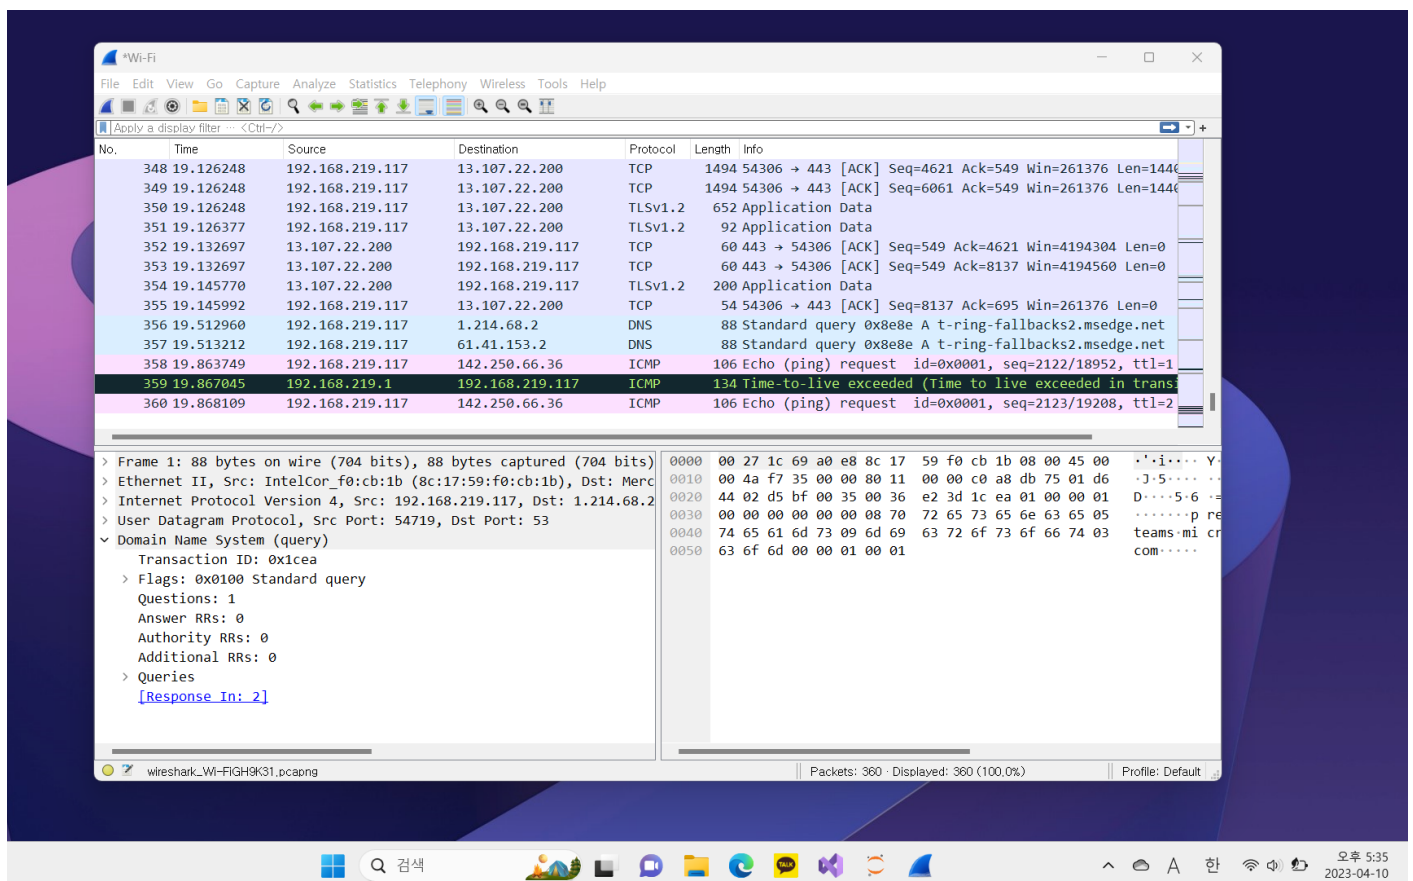 *Wi-Fi
File Edit View Go Capture Analyze Statistics Telephony Wireless Tools Help
Apply a display filter ... <Ctrl-/>
No. Time Source Destination Protocol Length Info
348 19.126248 192.168.219.117 13.107.22.200 TCP 1494 54306 → 443 [ACK] Seq=4621 Ack=549 Win=261376 Len=1440
349 19.126248 192.168.219.117 13.107.22.200 TCP 1494 54306 → 443 [ACK] Seq=6061 Ack=549 Win=261376 Len=1440
350 19.126248 192.168.219.117 13.107.22.200 TLSv1.2 652 Application Data
351 19.126377 192.168.219.117 13.107.22.200 TLSv1.2 92 Application Data
352 19.132697 13.107.22.200 192.168.219.117 TCP 60 443 → 54306 [ACK] Seq=549 Ack=4621 Win=4194304 Len=0
353 19.132697 13.107.22.200 192.168.219.117 TCP 60 443 → 54306 [ACK] Seq=549 Ack=8137 Win=4194560 Len=0
354 19.145770 13.107.22.200 192.168.219.117 TLSv1.2 200 Application Data
355 19.145992 192.168.219.117 13.107.22.200 TCP 54 54306 → 443 [ACK] Seq=8137 Ack=695 Win=261376 Len=0
356 19.512960 192.168.219.117 1.214.68.2 DNS 88 Standard query 0x8e8e A t-ring-fallbacks2.msedge.net
357 19.513212 192.168.219.117 61.41.153.2 DNS 88 Standard query 0x8e8e A t-ring-fallbacks2.msedge.net
358 19.863749 192.168.219.117 142.250.66.36 ICMP 106 Echo (ping) request id=0x0001, seq=2122/18952, ttl=1
359 19.867045 192.168.219.1 192.168.219.117 ICMP 134 Time-to-live exceeded (Time to live exceeded in transi
360 19.868109 192.168.219.117 142.250.66.36 ICMP 106 Echo (ping) request id=0x0001, seq=2123/19208, ttl=2
Frame 1: 88 bytes on wire (704 bits), 88 bytes captured (704 bits)
Ethernet II, Src: IntelCor_f0:cb:1b (8c:17:59:f0:cb:1b), Dst: Merc
Internet Protocol Version 4, Src: 192.168.219.117, Dst: 1.214.68.2
User Datagram Protocol, Src Port: 54719, Dst Port: 53
Domain Name System (query)
Transaction ID: 0x1cea
Flags: 0x0100 Standard query
Questions: 1
Answer RRs: 0
Authority RRs: 0
Additional RRs: 0
Queries
[Response In: 2]
0000 00 27 1c 69 a0 e8 8c 17 59 f0 cb 1b 08 00 45 00 ·'·i···· Y·
0010 00 4a f7 35 00 00 80 11 00 00 c0 a8 db 75 01 d6 ·J·5···· ··
0020 44 02 d5 bf 00 35 00 36 e2 3d 1c ea 01 00 00 01 D····5·6 ·=
0030 00 00 00 00 00 00 08 70 72 65 73 65 6e 63 65 05 ·······p re
0040 74 65 61 6d 73 09 6d 69 63 72 6f 73 6f 66 74 03 teams·mi cr
0050 63 6f 6d 00 00 01 00 01 com·····
wireshark_Wi-FiGH9K31.pcapng
Packets: 360 · Displayed: 360 (100.0%)
Profile: Default
검색
TALK
A 한
오후 5:35
2023-04-10